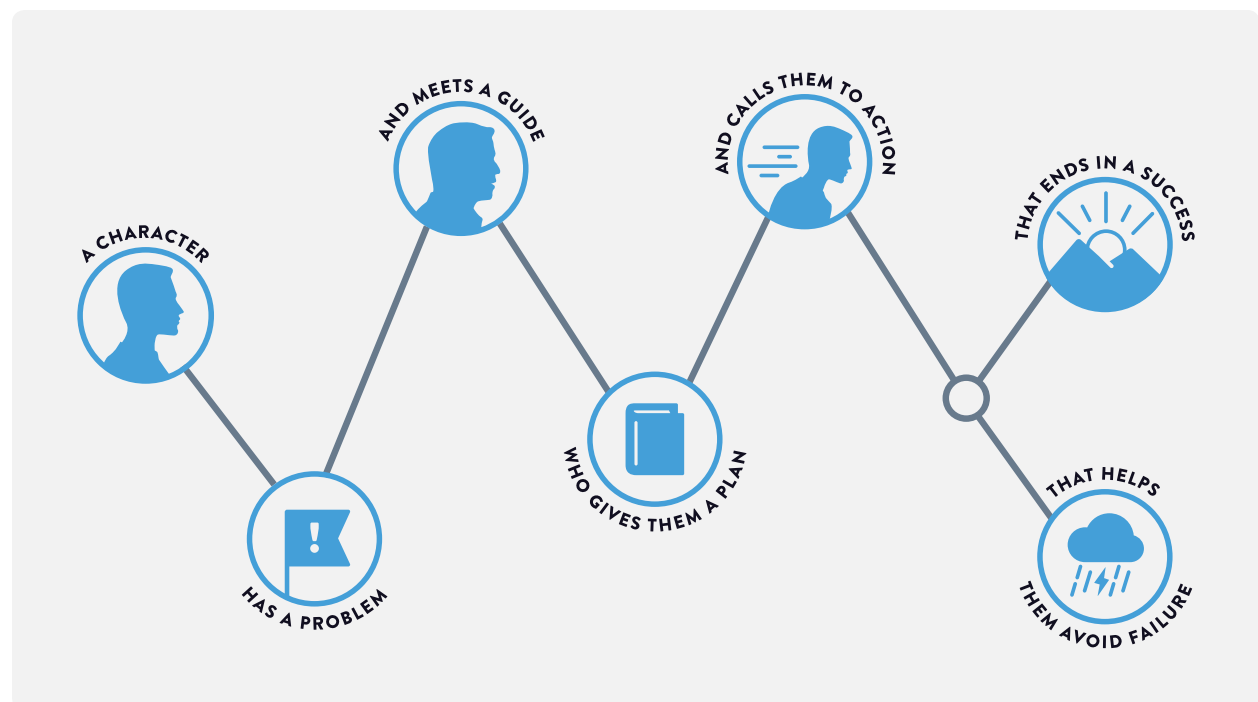 A CHARACTER
HAS A PROBLEM
AND MEETS A GUIDE
WHO GIVES THEM A PLAN
AND CALLS THEM TO ACTION
THAT ENDS IN A SUCCESS
THAT HELPS
THEM AVOID FAILURE
!